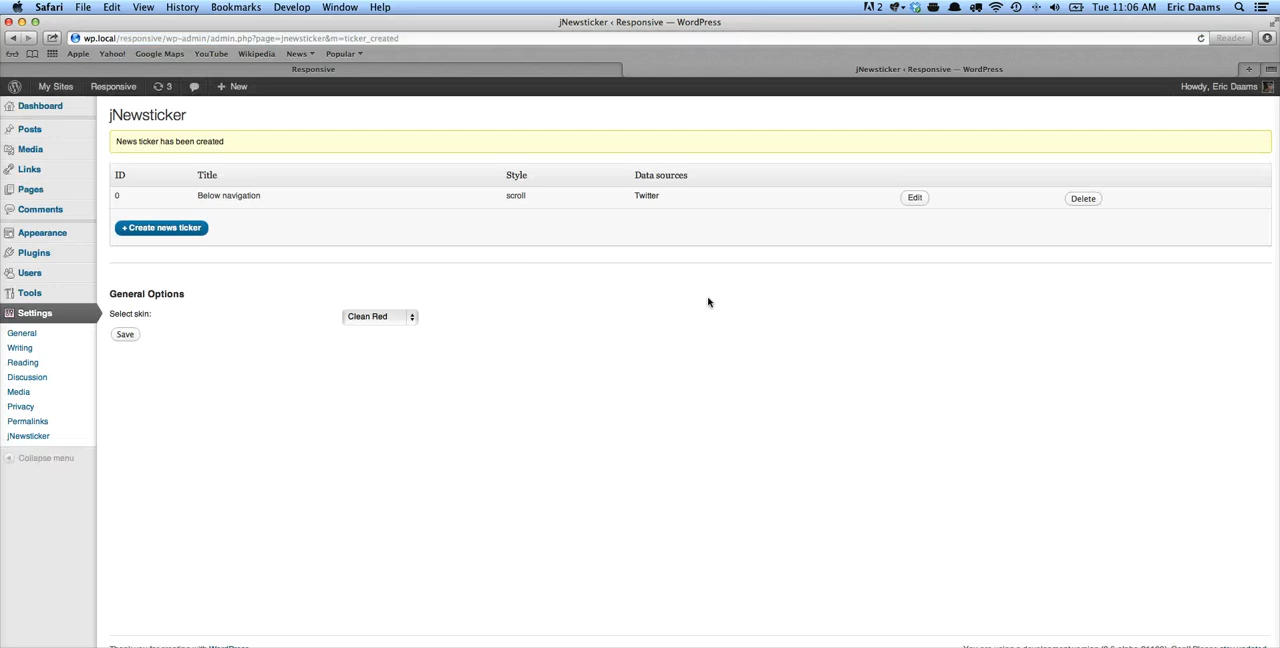 Safari File Edit View History Bookmarks Develop Window Help 2 Tue 11:06 AM Eric Daams
jNewsticker ‹ Responsive — WordPress
wp.local/responsive/wp-admin/admin.php?page=jnewsticker&m=ticker_created Reader
Apple Yahoo! Google Maps YouTube Wikipedia News Popular
Responsive jNewsticker ‹ Responsive — WordPress
My Sites Responsive 3 + New Howdy, Eric Daams
Dashboard
Posts
Media
Links
Pages
Comments
Appearance
Plugins
Users
Tools
Settings
General
Writing
Reading
Discussion
Media
Privacy
Permalinks
jNewsticker
Collapse menu
jNewsticker
News ticker has been created
ID Title Style Data sources
0 Below navigation scroll Twitter Edit Delete
+ Create news ticker
General Options
Select skin: Clean Red
Save